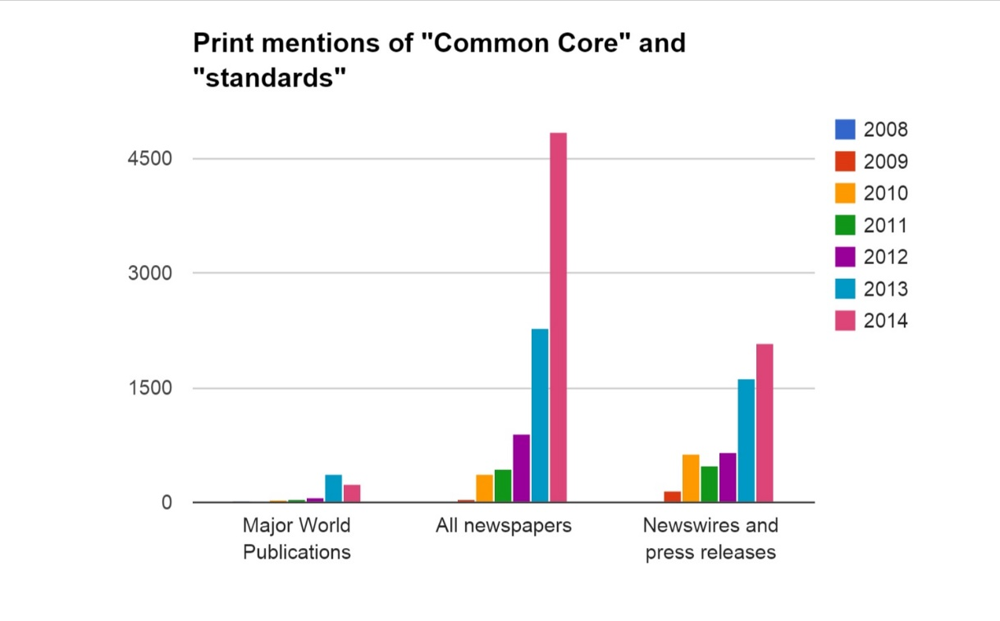 Print mentions of "Common Core" and
"standards"
4500
3000
1500
0
Major World
Publications
All newspapers
Newswires and
press releases
2008
2009
2010
2011
2012
2013
2014